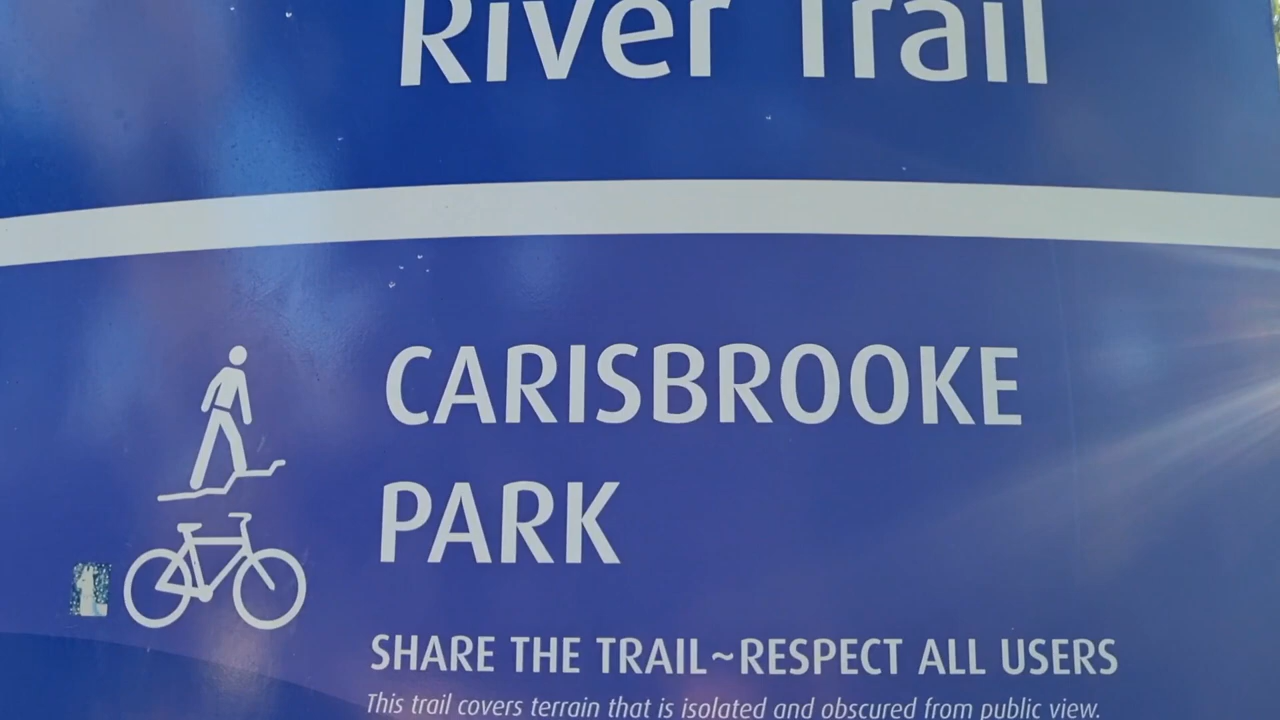 River Trail
CARISBROOKE
PARK
SHARE THE TRAIL~RESPECT ALL USERS
This trail covers terrain that is isolated and obscured from public view.